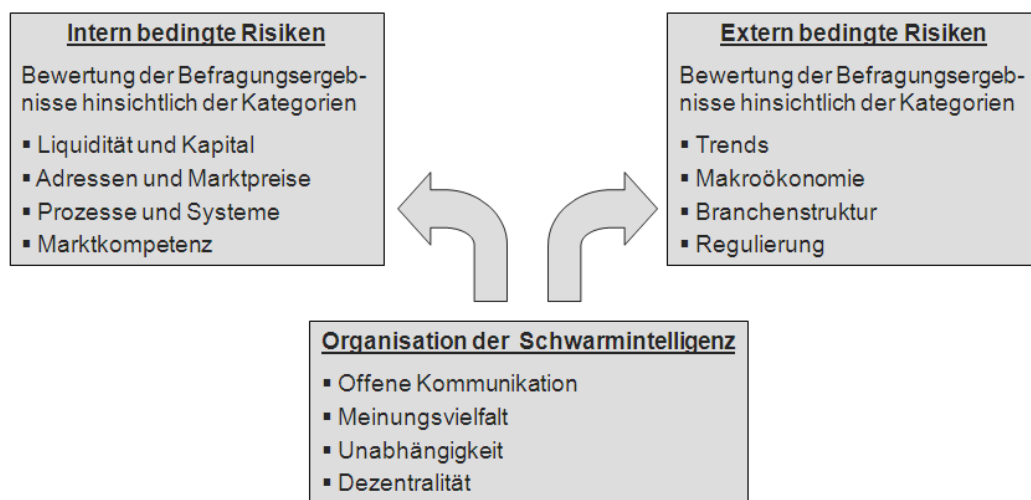 Intern bedingte Risiken
Bewertung der Befragungsergeb-
nisse hinsichtlich der Kategorien
▪ Liquidität und Kapital
▪ Adressen und Marktpreise
▪ Prozesse und Systeme
▪ Marktkompetenz
Extern bedingte Risiken
Bewertung der Befragungsergeb-
nisse hinsichtlich der Kategorien
▪ Trends
▪ Makroökonomie
▪ Branchenstruktur
▪ Regulierung
Organisation der Schwarmintelligenz
▪ Offene Kommunikation
▪ Meinungsvielfalt
▪ Unabhängigkeit
▪ Dezentralität